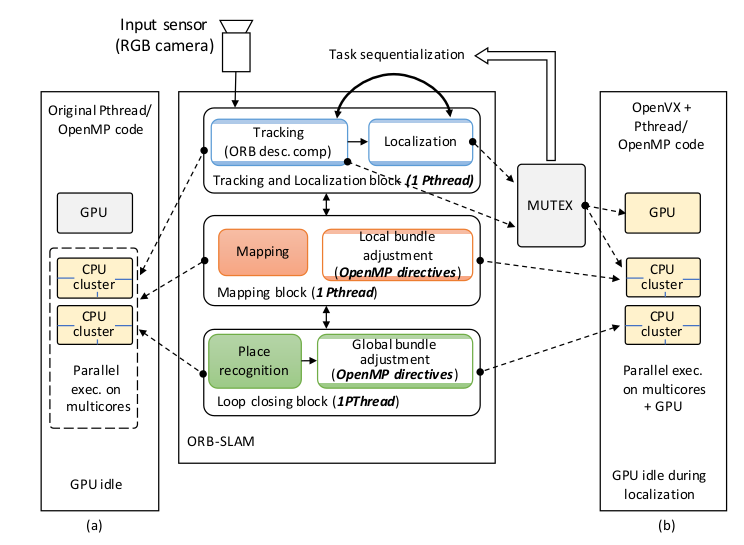 Input sensor
(RGB camera)
Task sequentialization
Original Pthread/
OpenMP code
GPU
CPU
cluster
CPU
cluster
Parallel
exec. on
multicores
GPU idle
(a)
Tracking
(ORB desc. comp)
Localization
Tracking and Localization block (1 Pthread)
Mapping
Local bundle
adjustment
(OpenMP directives)
Mapping block (1 Pthread)
Place
recognition
Global bundle
adjustment
(OpenMP directives)
Loop closing block (1PThread)
ORB-SLAM
MUTEX
OpenVX +
Pthread/
OpenMP code
GPU
CPU
cluster
CPU
cluster
Parallel exec.
on multicores
+ GPU
GPU idle during
localization
(b)